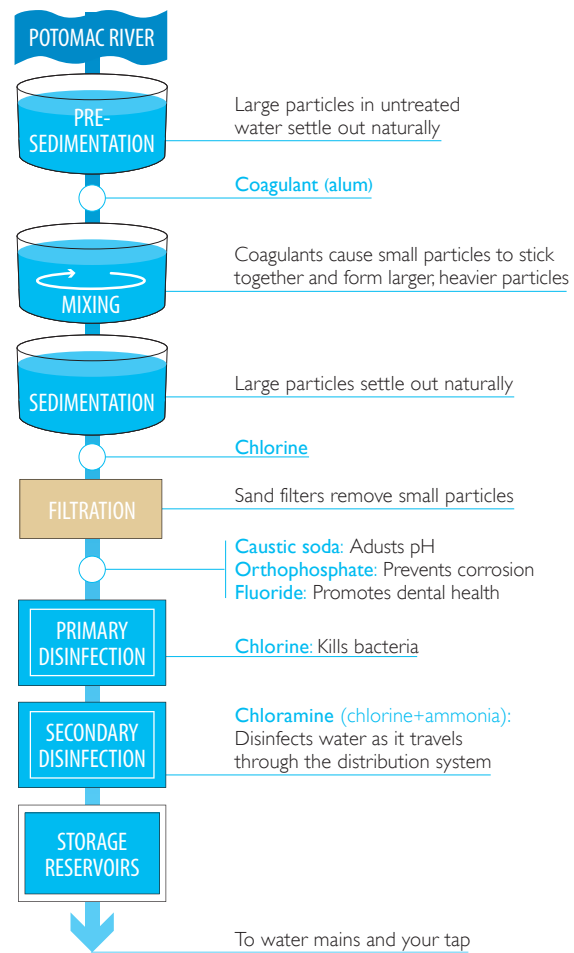 POTOMAC RIVER
PRE-
SEDIMENTATION
Large particles in untreated
water settle out naturally
Coagulant (alum)
MIXING
Coagulants cause small particles to stick
together and form larger, heavier particles
SEDIMENTATION
Large particles settle out naturally
Chlorine
FILTRATION
Sand filters remove small particles
Caustic soda: Adusts pH
Orthophosphate: Prevents corrosion
Fluoride: Promotes dental health
PRIMARY
DISINFECTION
Chlorine: Kills bacteria
SECONDARY
DISINFECTION
Chloramine (chlorine+ammonia):
Disinfects water as it travels
through the distribution system
STORAGE
RESERVOIRS
To water mains and your tap